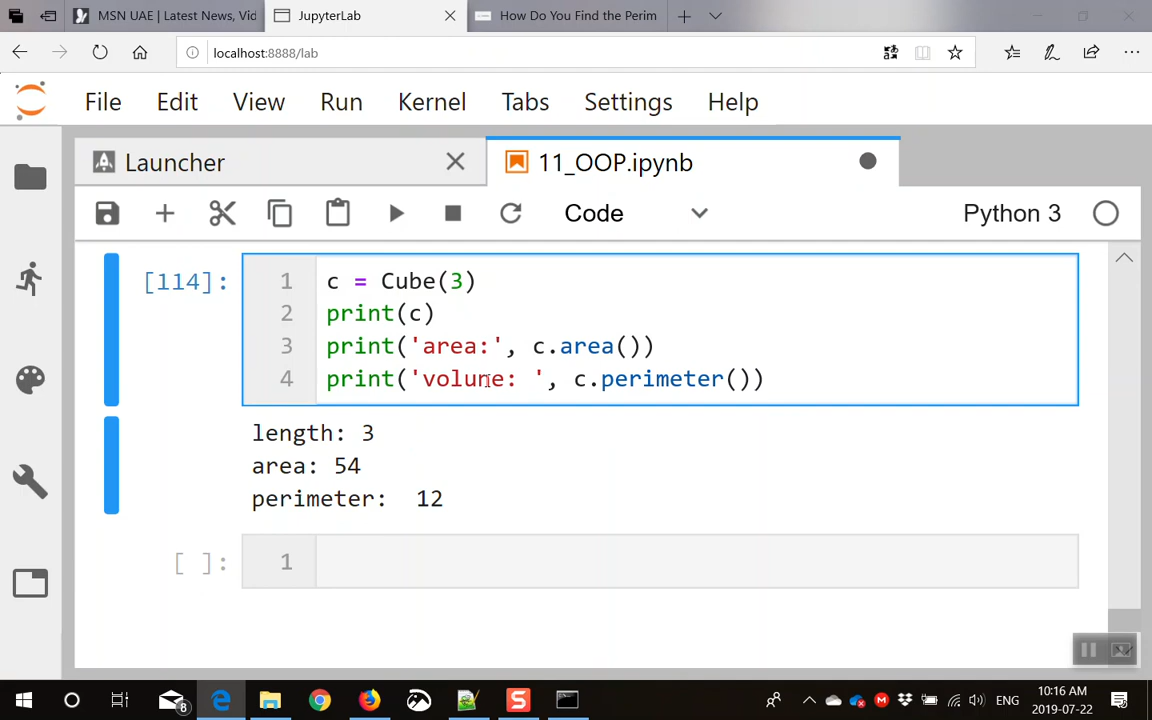 MSN UAE | Latest News, Vid
JupyterLab
How Do You Find the Perim
localhost:8888/lab
File Edit View Run Kernel Tabs Settings Help
Launcher
11_OOP.ipynb
Code
Python 3
[114]:
1 c = Cube(3)
2 print(c)
3 print('area:', c.area())
4 print('volume: ', c.perimeter())
length: 3
area: 54
perimeter:  12
[ ]: 1
8
ENG
10:16 AM
2019-07-22